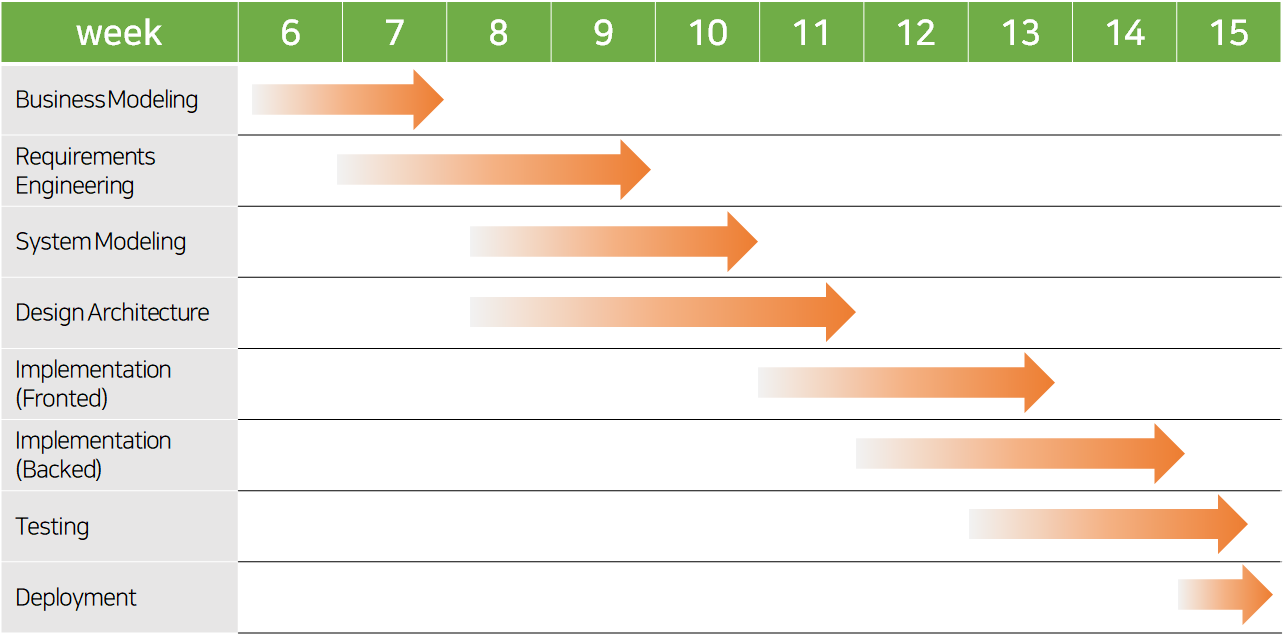 week 6 7 8 9 10 11 12 13 14 15
Business Modeling
Requirements
Engineering
System Modeling
Design Architecture
Implementation
(Fronted)
Implementation
(Backed)
Testing
Deployment